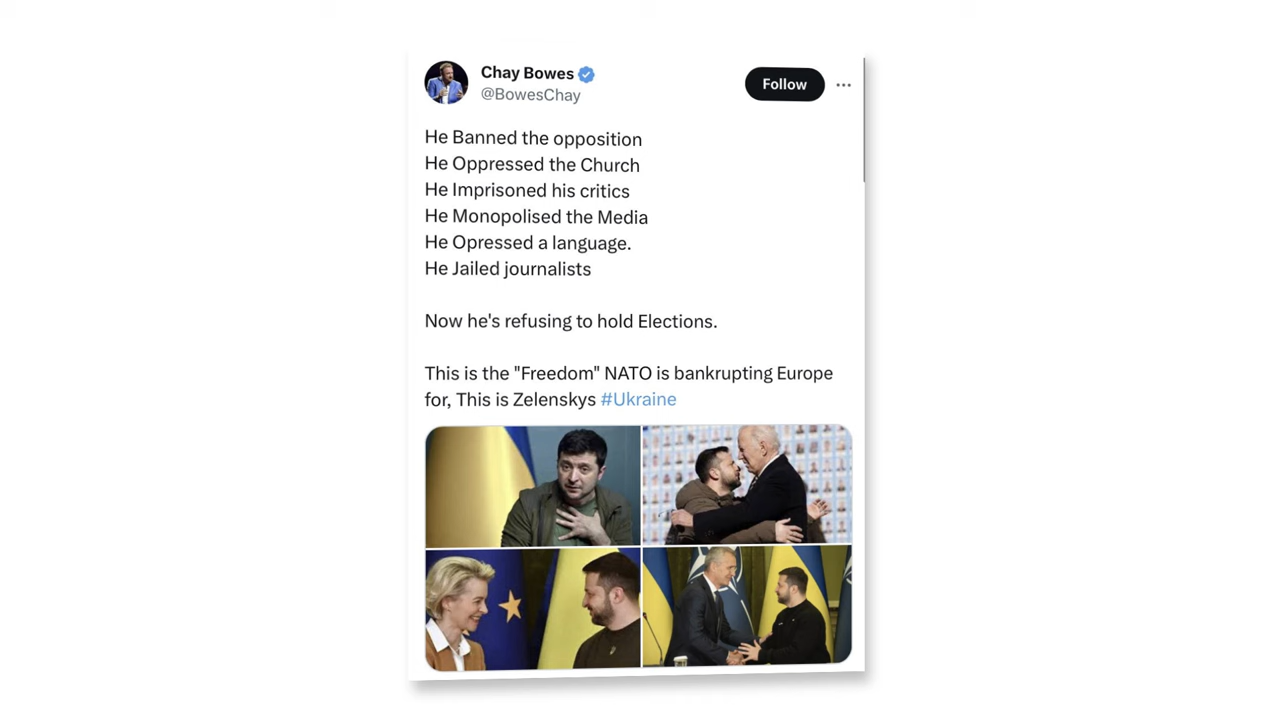 Chay Bowes
@BowesChay
Follow
He Banned the opposition
He Oppressed the Church
He Imprisoned his critics
He Monopolised the Media
He Opressed a language.
He Jailed journalists
Now he's refusing to hold Elections.
This is the "Freedom" NATO is bankrupting Europe
for, This is Zelenskys #Ukraine